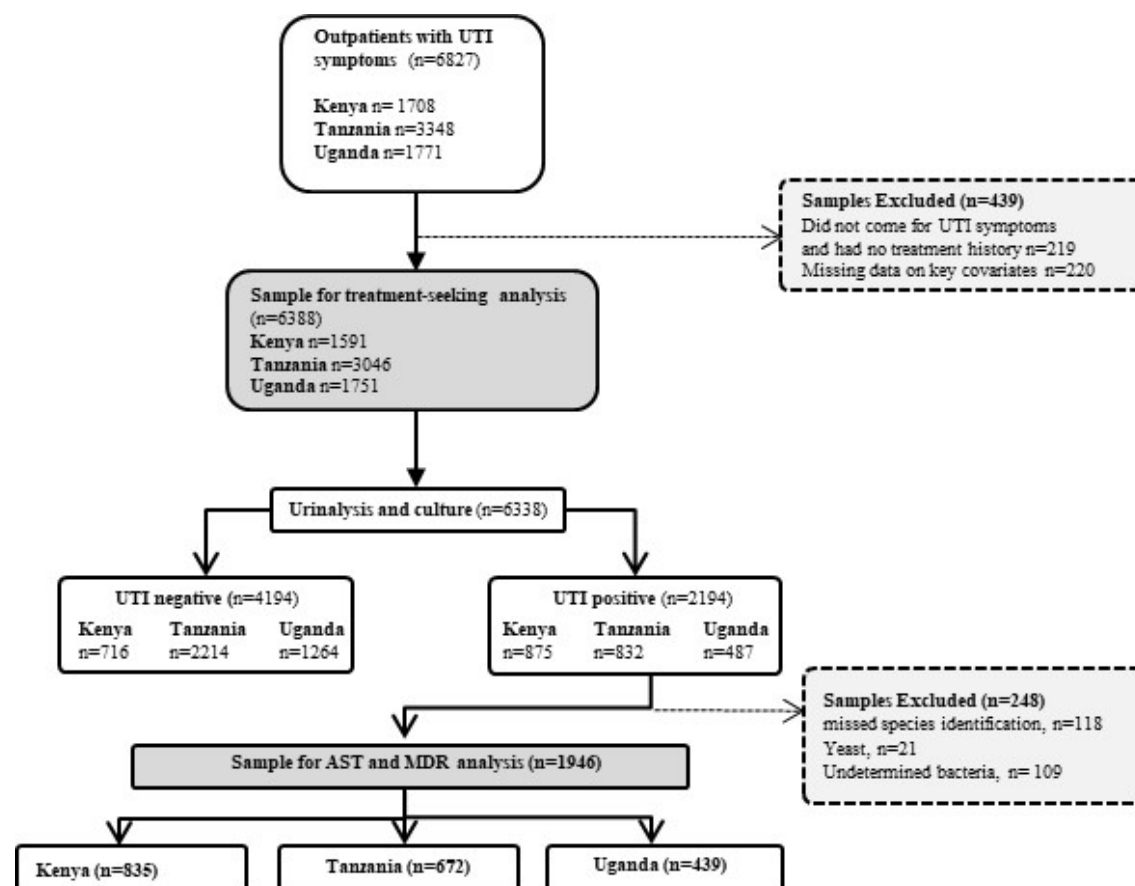 Outpatients with UTI
symptoms (n=6827)
Kenya n= 1708
Tanzania n=3348
Uganda n=1771
Samples Excluded (n=439)
Did not come for UTI symptoms
and had no treatment history n=219
Missing data on key covariates n=220
Sample for treatment-seeking analysis
(n=6388)
Kenya n=1591
Tanzania n=3046
Uganda n=1751
Urinalysis and culture (n=6338)
UTI negative (n=4194)
Kenya Tanzania Uganda
n=716 n=2214 n=1264
UTI positive (n=2194)
Kenya Tanzania Uganda
n=875 n=832 n=487
Samples Excluded (n=248)
missed species identification, n=118
Yeast, n=21
Undetermined bacteria, n= 109
Sample for AST and MDR analysis (n=1946)
Kenya (n=835)
Tanzania (n=672)
Uganda (n=439)